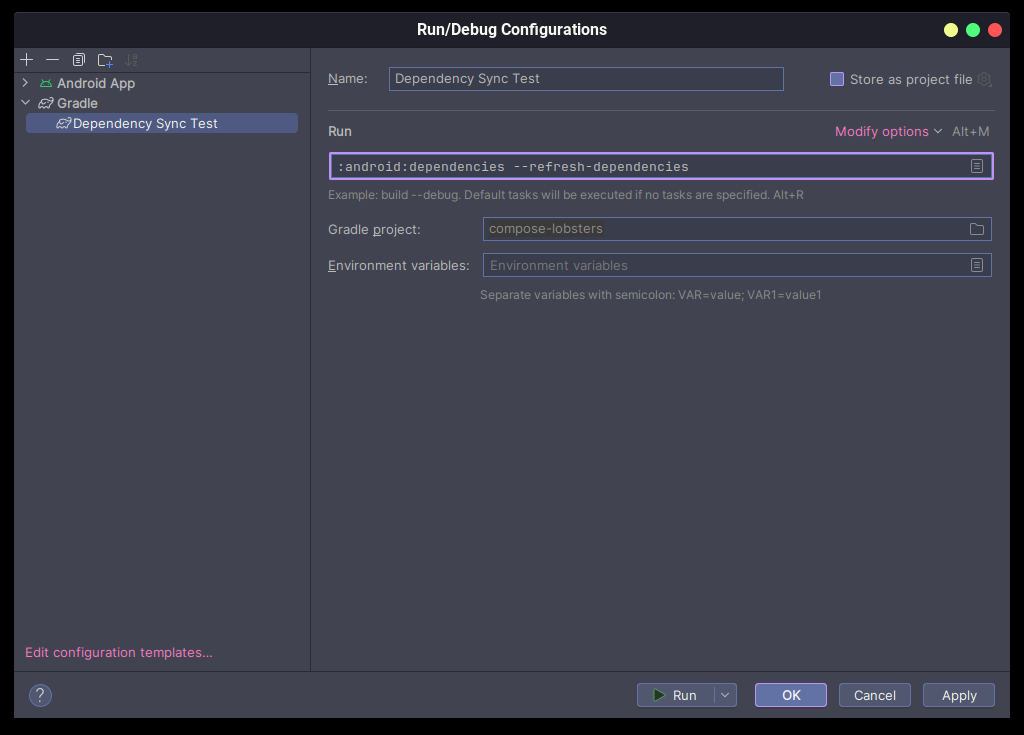 Run/Debug Configurations
Android App
Gradle
Dependency Sync Test
Edit configuration templates...
Name: Dependency Sync Test Store as project file
Run Modify options Alt+M
:android:dependencies --refresh-dependencies
Example: build --debug. Default tasks will be executed if no tasks are specified. Alt+R
Gradle project: compose-lobsters
Environment variables: Environment variables
Separate variables with semicolon: VAR=value; VAR1=value1
? Run OK Cancel Apply